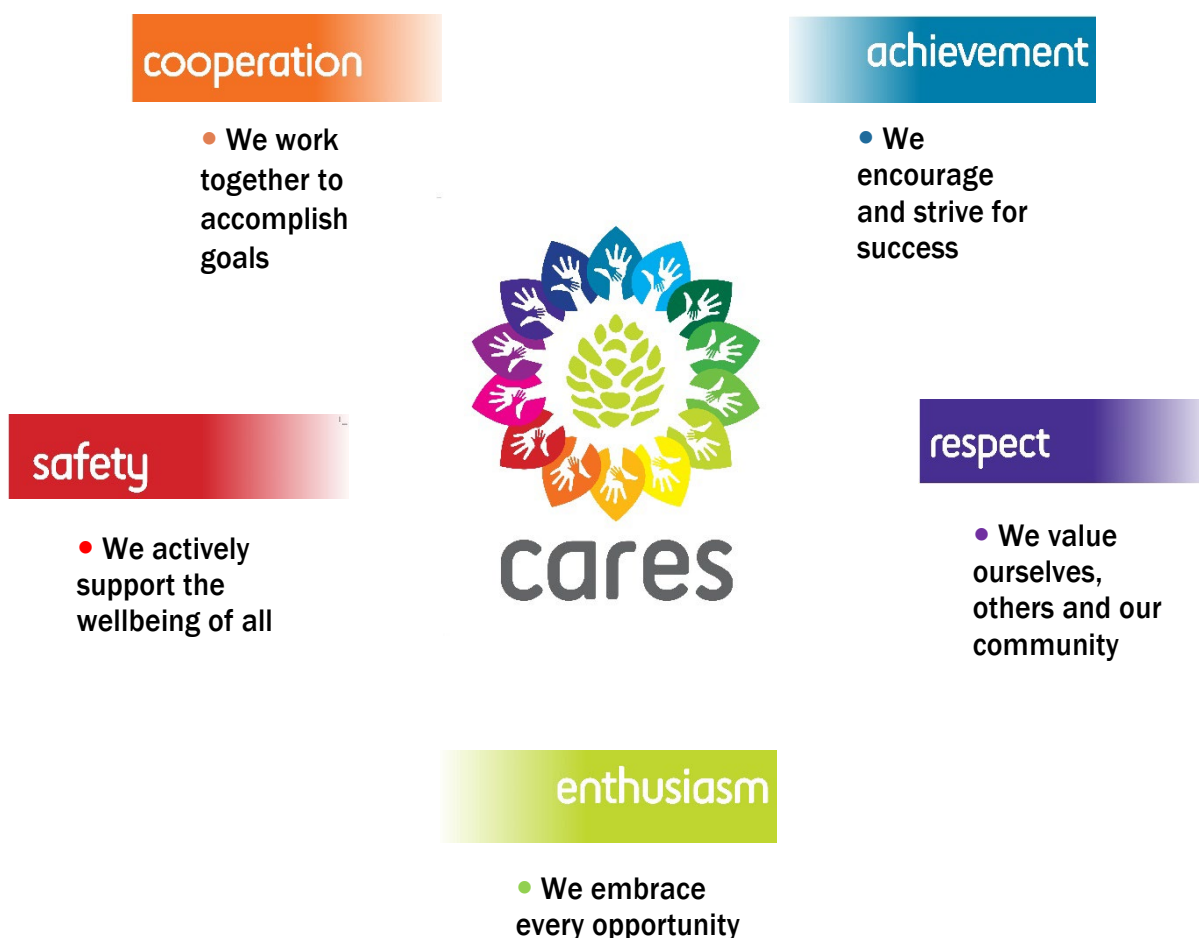 cooperation
• We work
together to
accomplish
goals
achievement
• We
encourage
and strive for
success
cares
safety
• We actively
support the
wellbeing of all
respect
• We value
ourselves,
others and our
community
enthusiasm
• We embrace
every opportunity